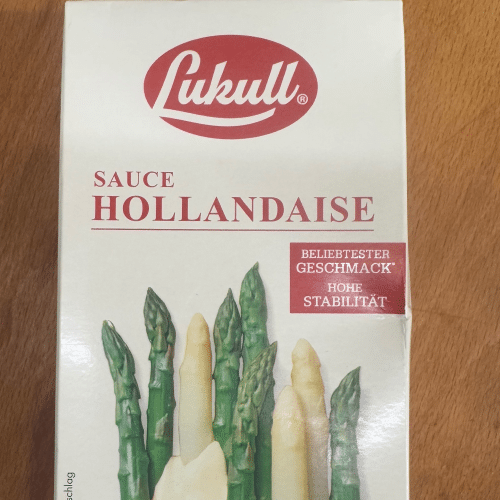 Lukull®
SAUCE
HOLLANDAISE
BELIEBTESTER
GESCHMACK*
HOHE
STABILITÄT